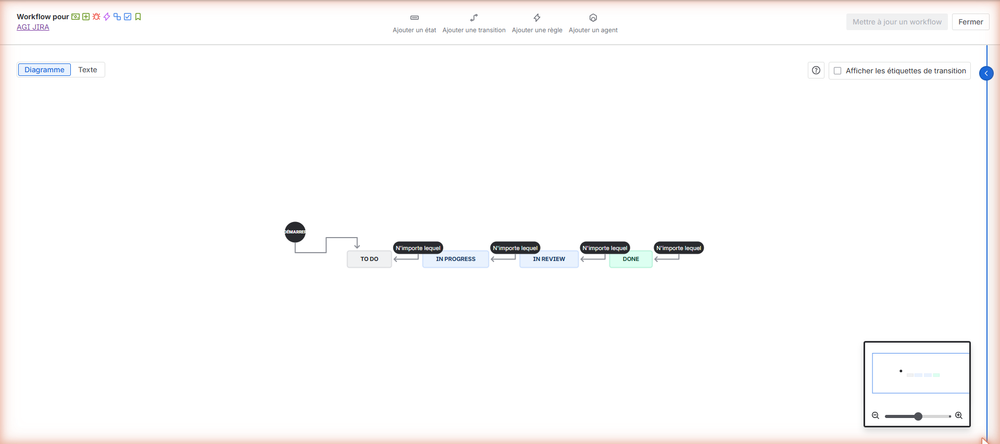 Workflow pour
AGI JIRA
Ajouter un état
Ajouter une transition
Ajouter une règle
Ajouter un agent
Mettre à jour un workflow
Fermer
Diagramme
Texte
Afficher les étiquettes de transition
DÉMARRER
N'importe lequel
N'importe lequel
N'importe lequel
N'importe lequel
TO DO
IN PROGRESS
IN REVIEW
DONE